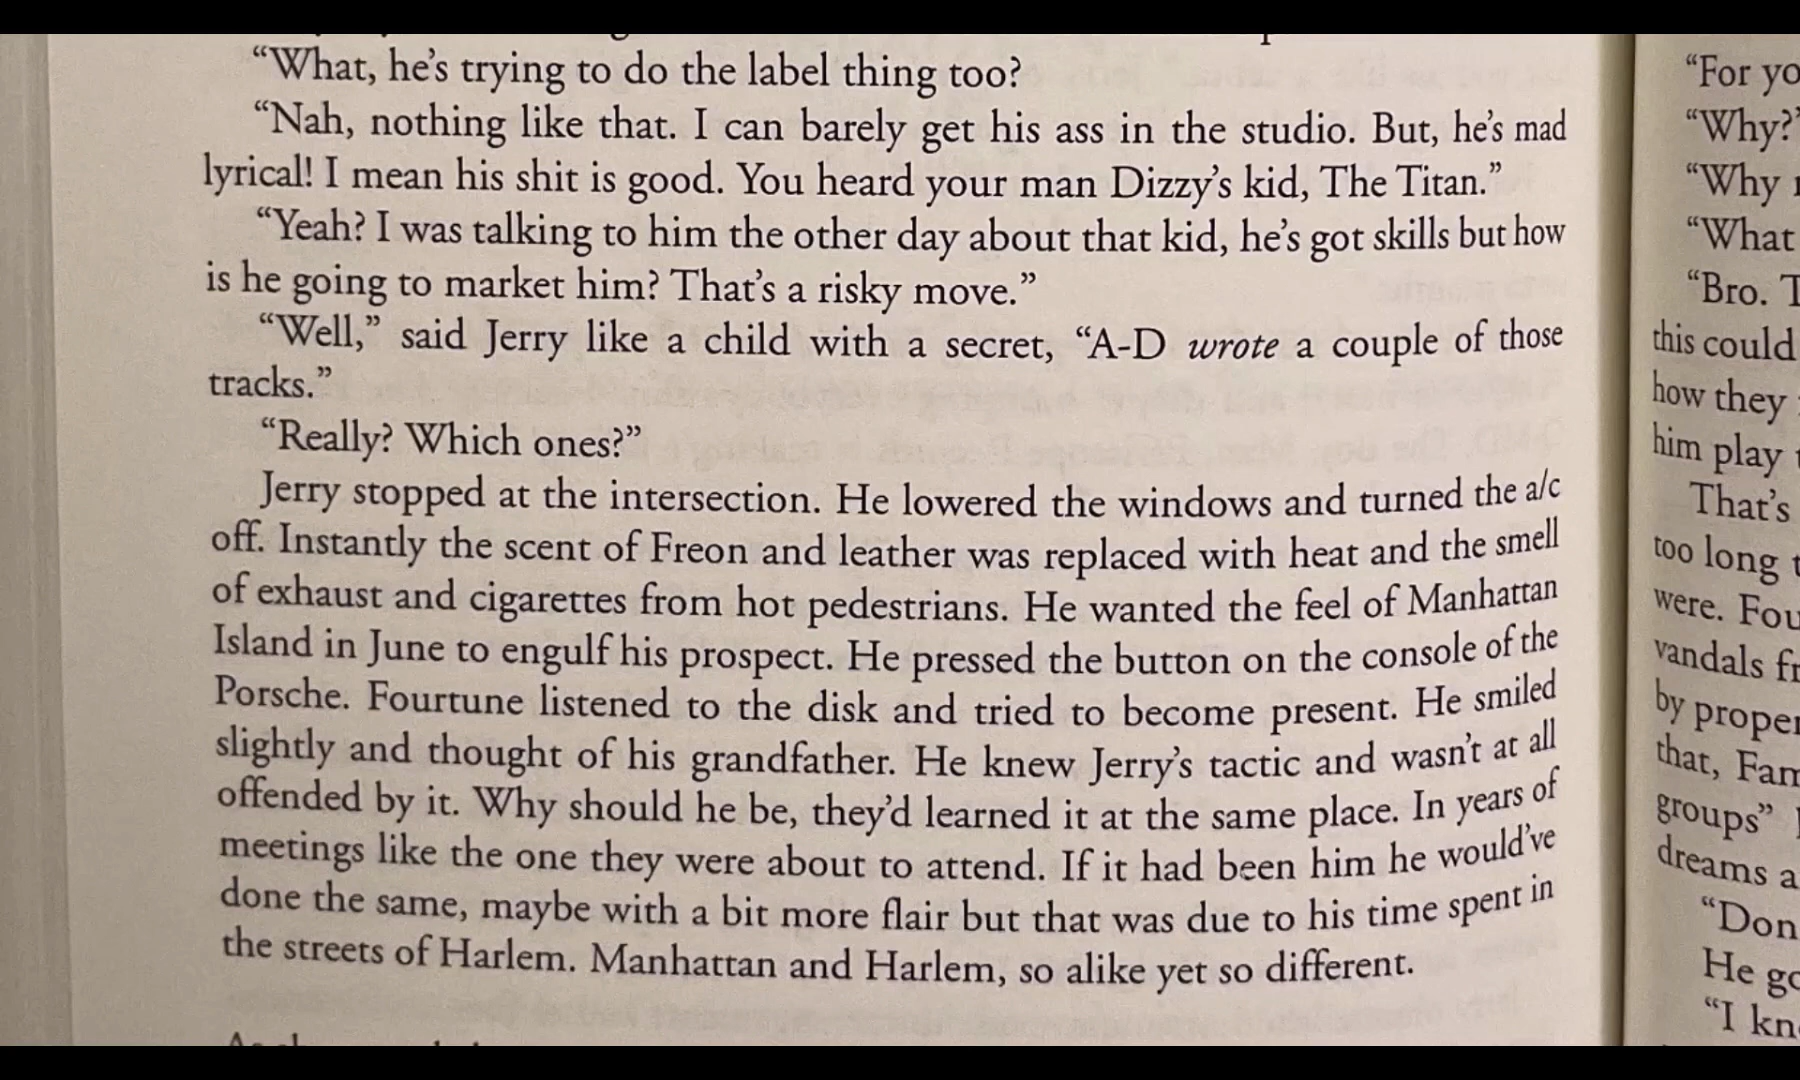 “What, he’s trying to do the label thing too?
“Nah, nothing like that. I can barely get his ass in the studio. But, he’s mad
lyrical! I mean his shit is good. You heard your man Dizzy’s kid, The Titan.”
“Yeah? I was talking to him the other day about that kid, he’s got skills but how
is he going to market him? That’s a risky move.”
“Well,” said Jerry like a child with a secret, “A-D wrote a couple of those
tracks.”
“Really? Which ones?”
Jerry stopped at the intersection. He lowered the windows and turned the a/c
off. Instantly the scent of Freon and leather was replaced with heat and the smell
of exhaust and cigarettes from hot pedestrians. He wanted the feel of Manhattan
Island in June to engulf his prospect. He pressed the button on the console of the
Porsche. Fourtune listened to the disk and tried to become present. He smiled
slightly and thought of his grandfather. He knew Jerry’s tactic and wasn’t at all
offended by it. Why should he be, they’d learned it at the same place. In years of
meetings like the one they were about to attend. If it had been him he would’ve
done the same, maybe with a bit more flair but that was due to his time spent in
the streets of Harlem. Manhattan and Harlem, so alike yet so different.
“For
“Why?”
“Why
“What
“Bro.
this could
how they
him play
That’s
too long
were.
vandals
by
that,
groups”
dreams a
He
“I